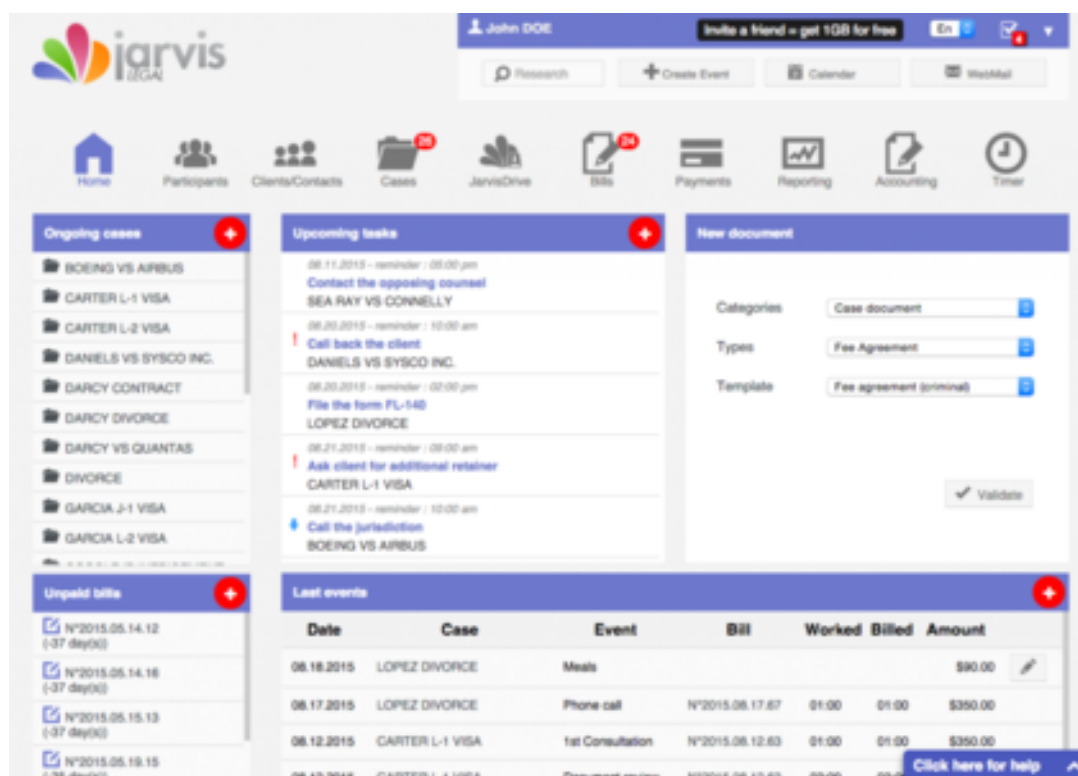 jarvis
LEGAL
John DOE
Invite a friend = get 1GB for free
En
4
Research
Create Event
Calendar
WebMail
Home
Participants
Clients/Contacts
26
Cases
JarvisDrive
24
Bills
Payments
Reporting
Accounting
Timer
Ongoing cases
BOEING VS AIRBUS
CARTER L-1 VISA
CARTER L-2 VISA
DANIELS VS SYSCO INC.
DARCY CONTRACT
DARCY DIVORCE
DARCY VS QUANTAS
DIVORCE
GARCIA J-1 VISA
GARCIA L-2 VISA
Upcoming tasks
08.11.2015 - reminder : 05:00 pm
Contact the opposing counsel
SEA RAY VS CONNELLY
08.20.2015 - reminder : 10:00 am
Call back the client
DANIELS VS SYSCO INC.
08.20.2015 - reminder : 02:00 pm
File the form FL-140
LOPEZ DIVORCE
08.21.2015 - reminder : 08:00 am
Ask client for additional retainer
CARTER L-1 VISA
08.21.2015 - reminder : 10:00 am
Call the jurisdiction
BOEING VS AIRBUS
New document
Categories Case document
Types Fee Agreement
Template Fee agreement (criminal)
Validate
Unpaid bills
N°2015.05.14.12
(-37 day(s))
N°2015.05.14.16
(-37 day(s))
N°2015.05.15.13
(-37 day(s))
N°2015.05.19.15
Last events
Date Case Event Bill Worked Billed Amount
08.18.2015 LOPEZ DIVORCE Meals $90.00
08.17.2015 LOPEZ DIVORCE Phone call N°2015.08.17.67 01:00 01:00 $350.00
08.12.2015 CARTER L-1 VISA 1st Consultation N°2015.08.12.63 01:00 01:00 $350.00
CARTER L-1 VISA Document review
Click here for help